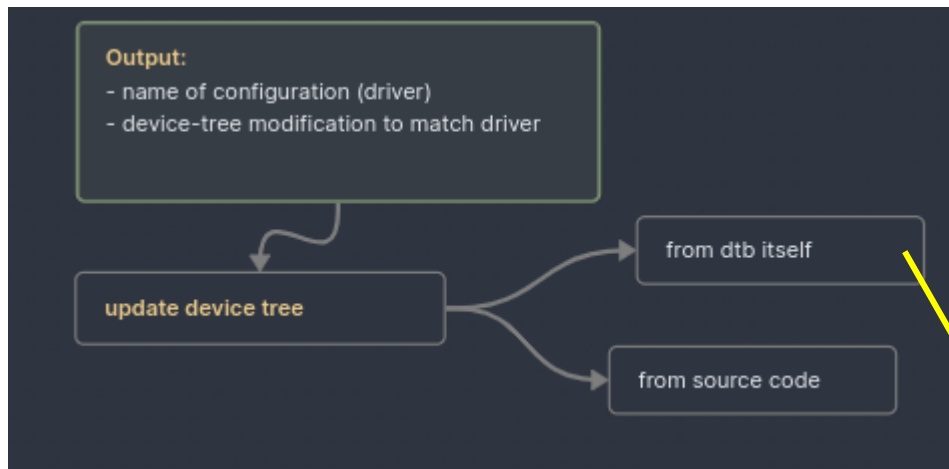 Output:
- name of configuration (driver)
- device-tree modification to match driver
from dtb itself
update device tree
from source code